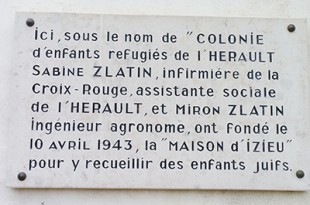 Ici, sous le nom de "COLONIE
d'enfants refugiés de l'HERAULT
SABINE ZLATIN, infirmiére de la
Croix-Rouge, assistante sociale
de l'HERAULT, et MIRON ZLATIN
ingénieur agronome, ont fondé le
10 AVRIL 1943, la "MAISON d'IZIEU"
pour y recueillir des enfants juifs.